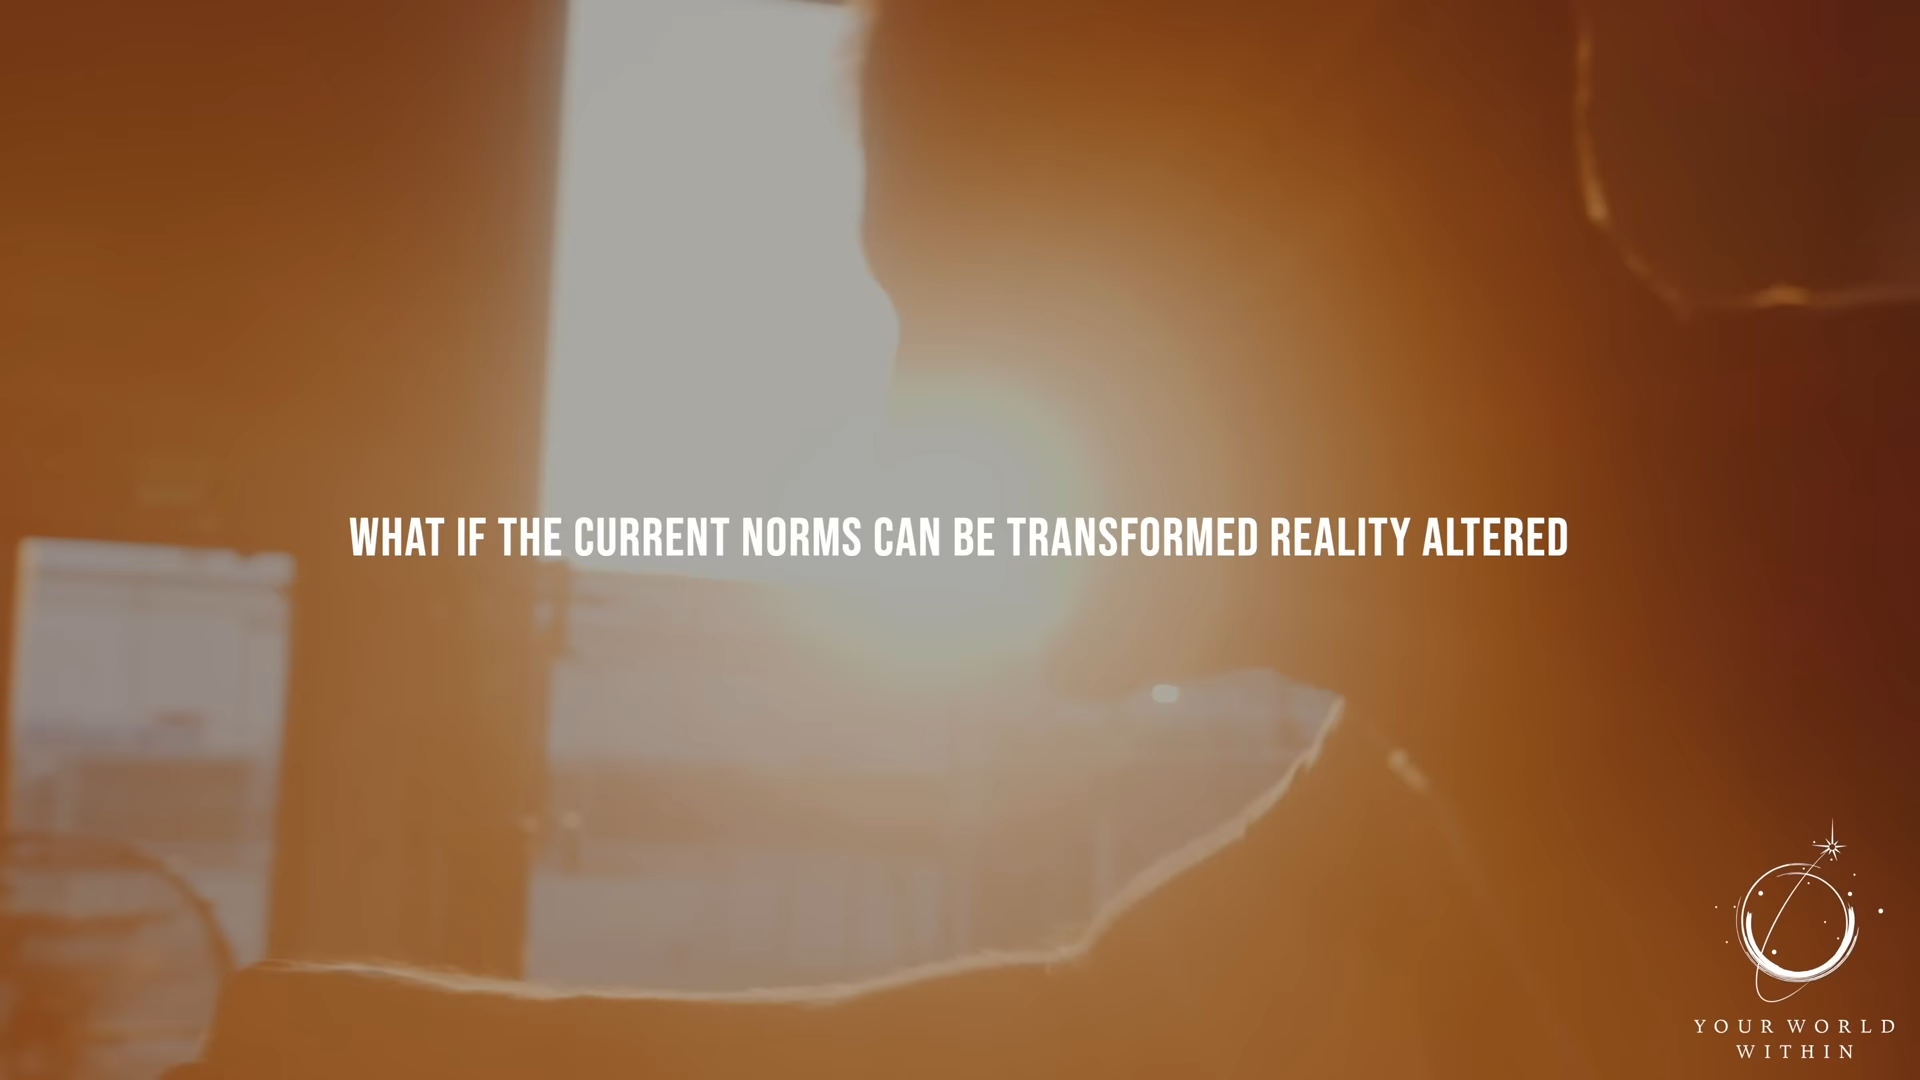 WHAT IF THE CURRENT NORMS CAN BE TRANSFORMED REALITY ALTERED
YOUR WORLD
WITHIN